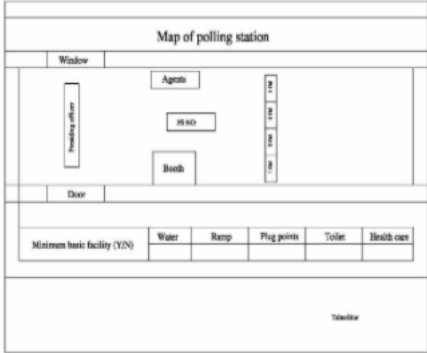 Map of polling station
Window
Agents
Presiding officer
Booth
Door
Minimum basic facility (Y/N)
Water
Ramp
Plug points
Toilet
Health care
Tahsildar